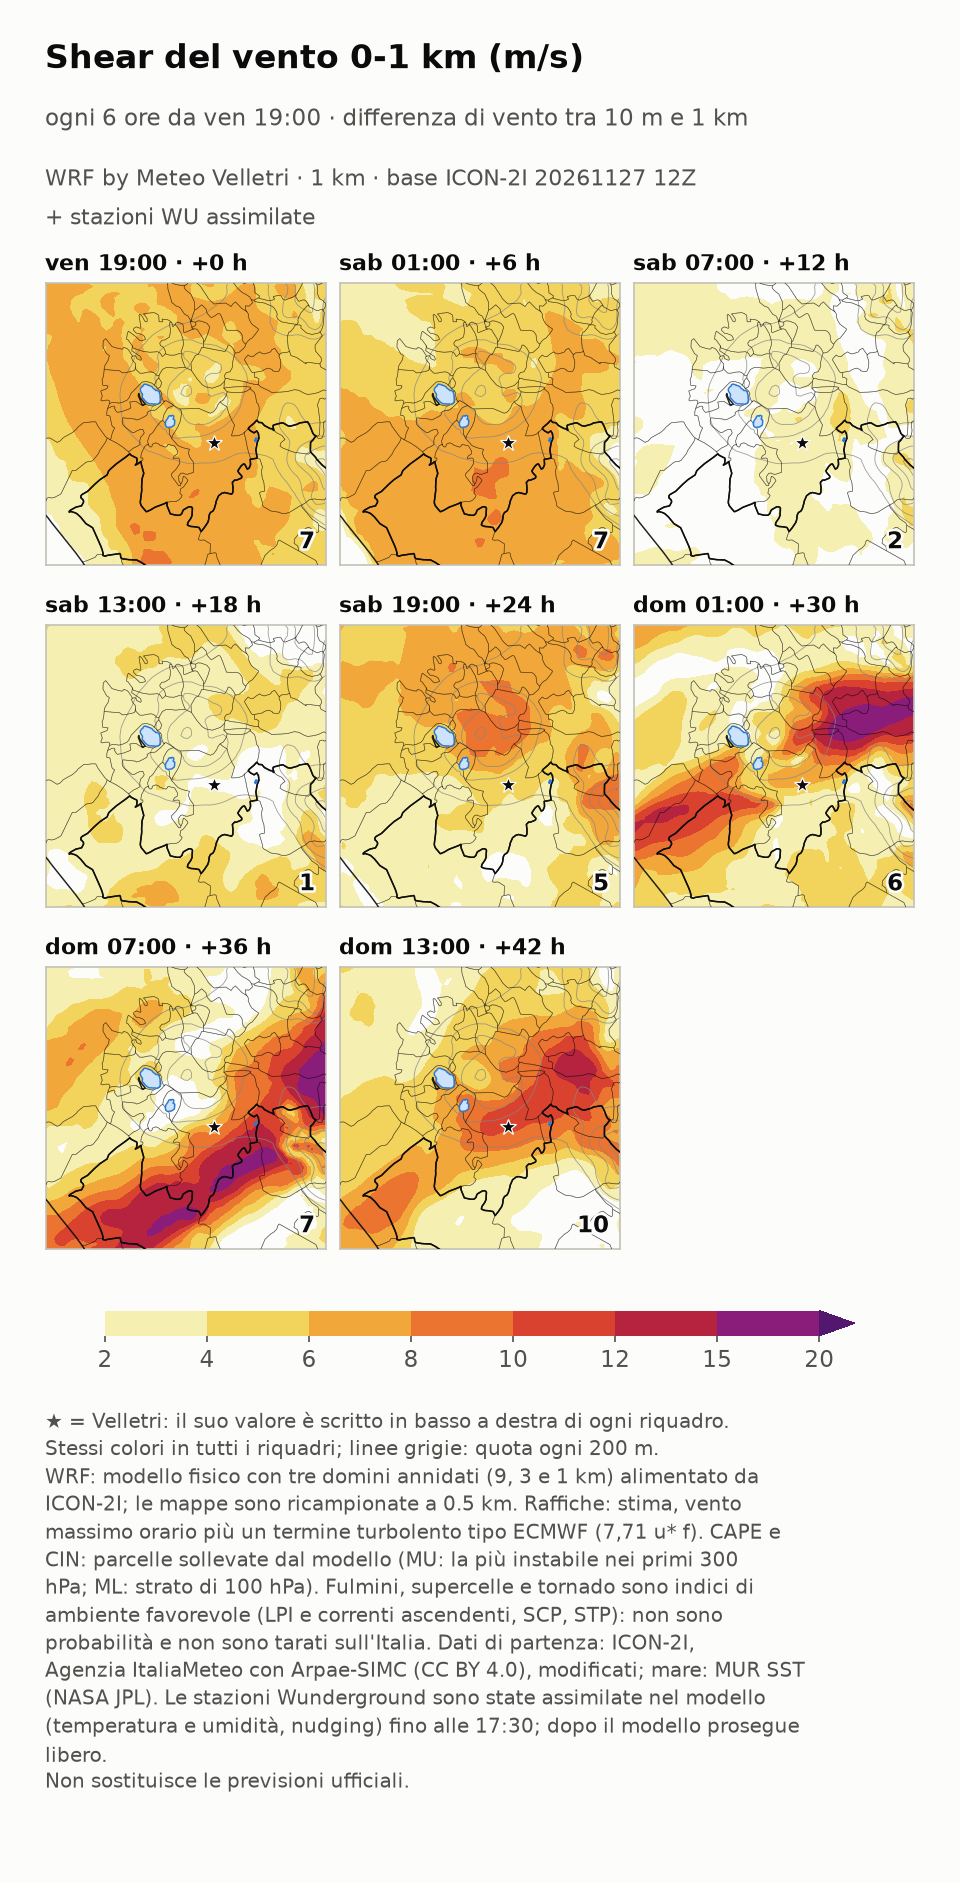 Shear del vento 0-1 km (m/s)
ogni 6 ore da ven 19:00 · differenza di vento tra 10 m e 1 km
WRF by Meteo Velletri · 1 km · base ICON-2I 20261127 12Z
+ stazioni WU assimilate
ven 19:00 · +0 h
sab 01:00 · +6 h
sab 07:00 · +12 h
7
7
2
sab 13:00 · +18 h
sab 19:00 · +24 h
dom 01:00 · +30 h
1
5
6
dom 07:00 · +36 h
dom 13:00 · +42 h
7
10
2 4 6 8 10 12 15 20
★ = Velletri: il suo valore è scritto in basso a destra di ogni riquadro.
Stessi colori in tutti i riquadri; linee grigie: quota ogni 200 m.
WRF: modello fisico con tre domini annidati (9, 3 e 1 km) alimentato da
ICON-2I; le mappe sono ricampionate a 0.5 km. Raffiche: stima, vento
massimo orario più un termine turbolento tipo ECMWF (7,71 u* f). CAPE e
CIN: parcelle sollevate dal modello (MU: la più instabile nei primi 300
hPa; ML: strato di 100 hPa). Fulmini, supercelle e tornado sono indici di
ambiente favorevole (LPI e correnti ascendenti, SCP, STP): non sono
probabilità e non sono tarati sull'Italia. Dati di partenza: ICON-2I,
Agenzia ItaliaMeteo con Arpae-SIMC (CC BY 4.0), modificati; mare: MUR SST
(NASA JPL). Le stazioni Wunderground sono state assimilate nel modello
(temperatura e umidità, nudging) fino alle 17:30; dopo il modello prosegue
libero.
Non sostituisce le previsioni ufficiali.